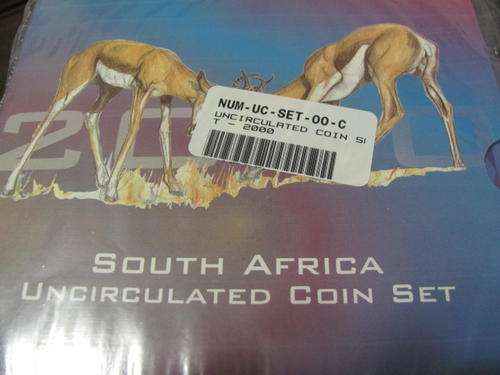 NUM-UC-SET-00-C
UNCIRCULATED COIN SE
T - 2000
SOUTH AFRICA
UNCIRCULATED COIN SET